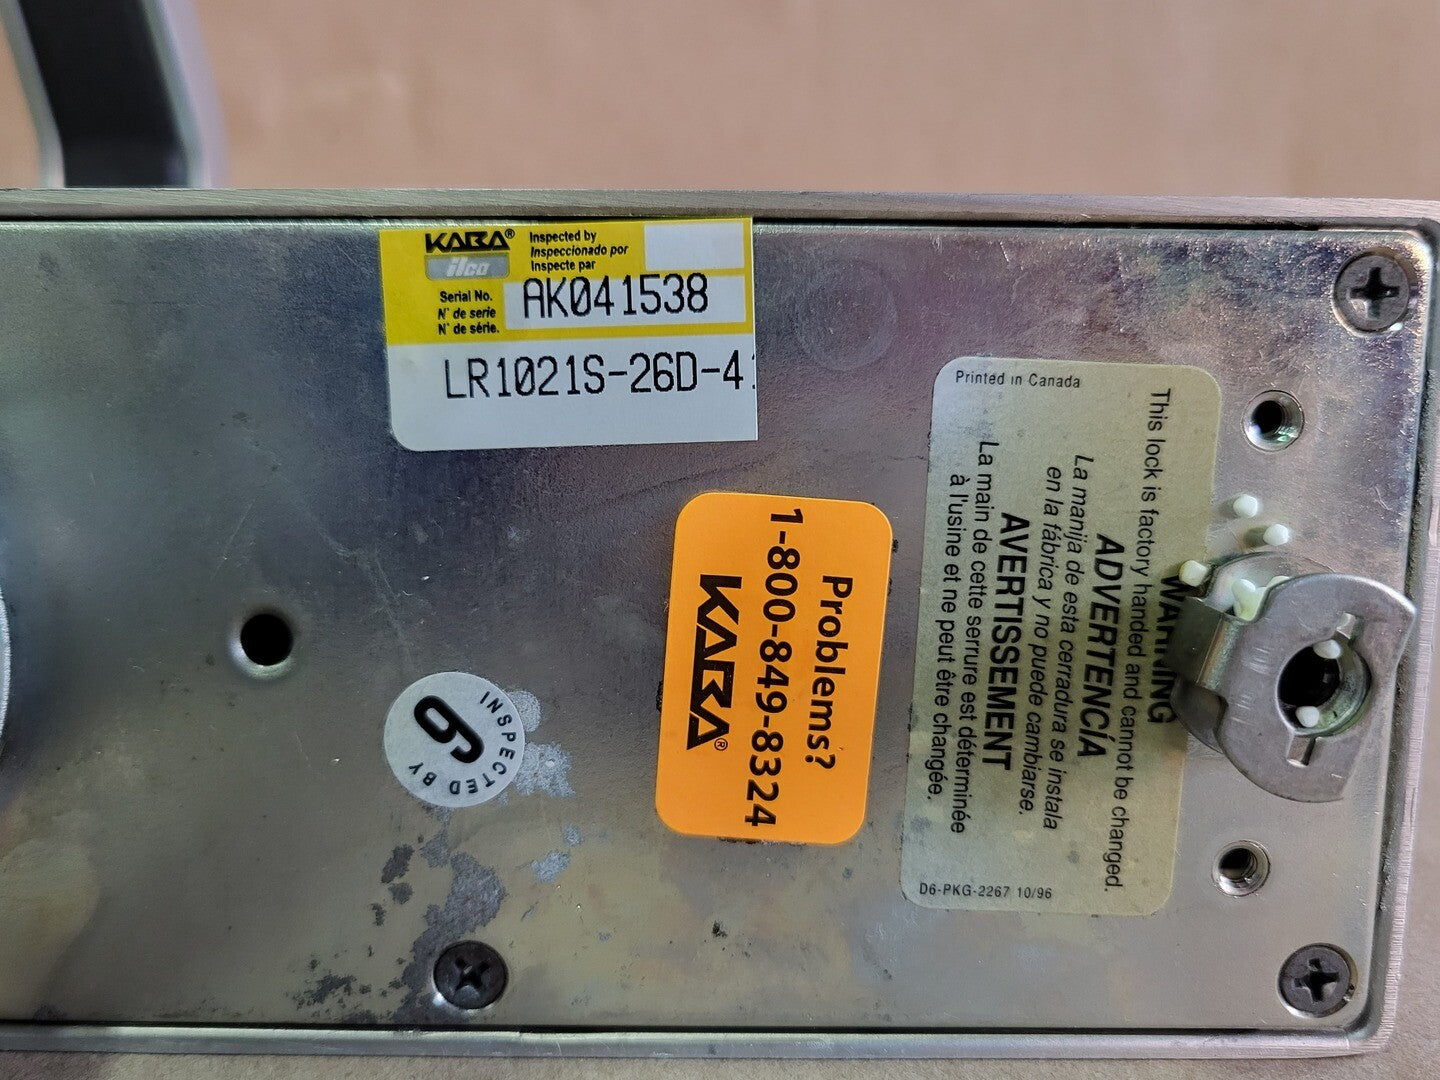 KABA®
ilco
Inspected by
Inspeccionado por
Inspecte par
Serial No.
N° de serie
N° de série.
AK041538
LR1021S-26D-4
INSPECTED BY
6
Problems?
1-800-849-8324
KABA®
Printed in Canada
WARNING
This lock is factory handed and cannot be changed.
ADVERTENCÍA
La manija de esta cerradura se instala
en la fábrica y no puede cambiarse.
AVERTISSEMENT
La main de cette serrure est déterminée
à l'usine et ne peut être changée.
D6-PKG-2267 10/96